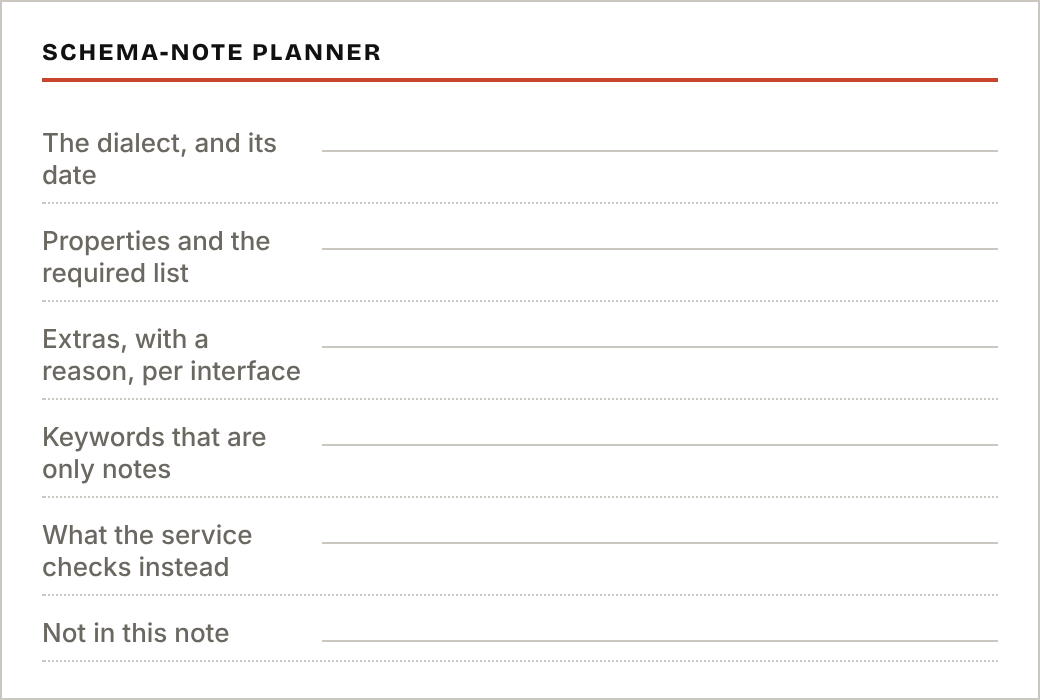 SCHEMA-NOTE PLANNER
The dialect, and its
date
Properties and the
required list
Extras, with a
reason, per interface
Keywords that are
only notes
What the service
checks instead
Not in this note